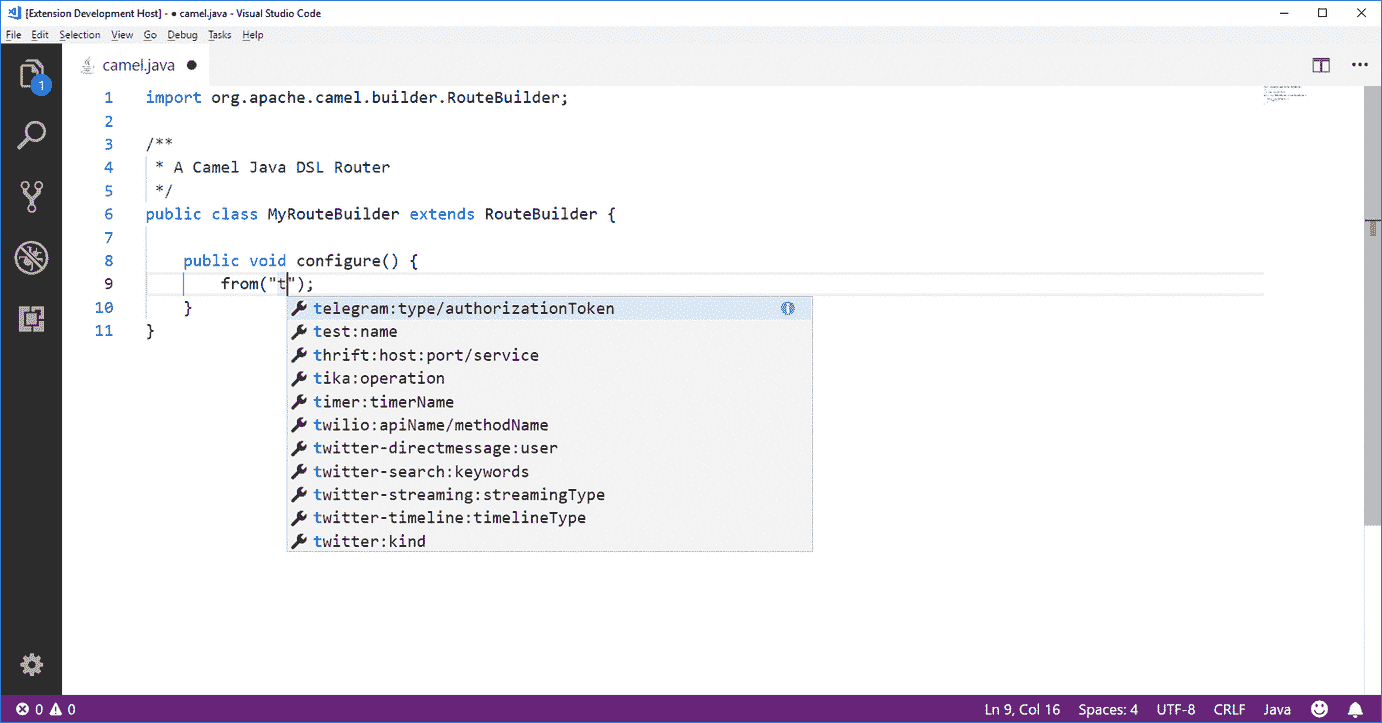 [Extension Development Host] - ● camel.java - Visual Studio Code
File Edit Selection View Go Debug Tasks Help
camel.java ●
1
1 import org.apache.camel.builder.RouteBuilder;
2
3 /**
4 * A Camel Java DSL Router
5 */
6 public class MyRouteBuilder extends RouteBuilder {
7
8 public void configure() {
9 from("t");
10 }
11 }
telegram:type/authorizationToken
test:name
thrift:host:port/service
tika:operation
timer:timerName
twilio:apiName/methodName
twitter-directmessage:user
twitter-search:keywords
twitter-streaming:streamingType
twitter-timeline:timelineType
twitter:kind
0 0 Ln 9, Col 16 Spaces: 4 UTF-8 CRLF Java